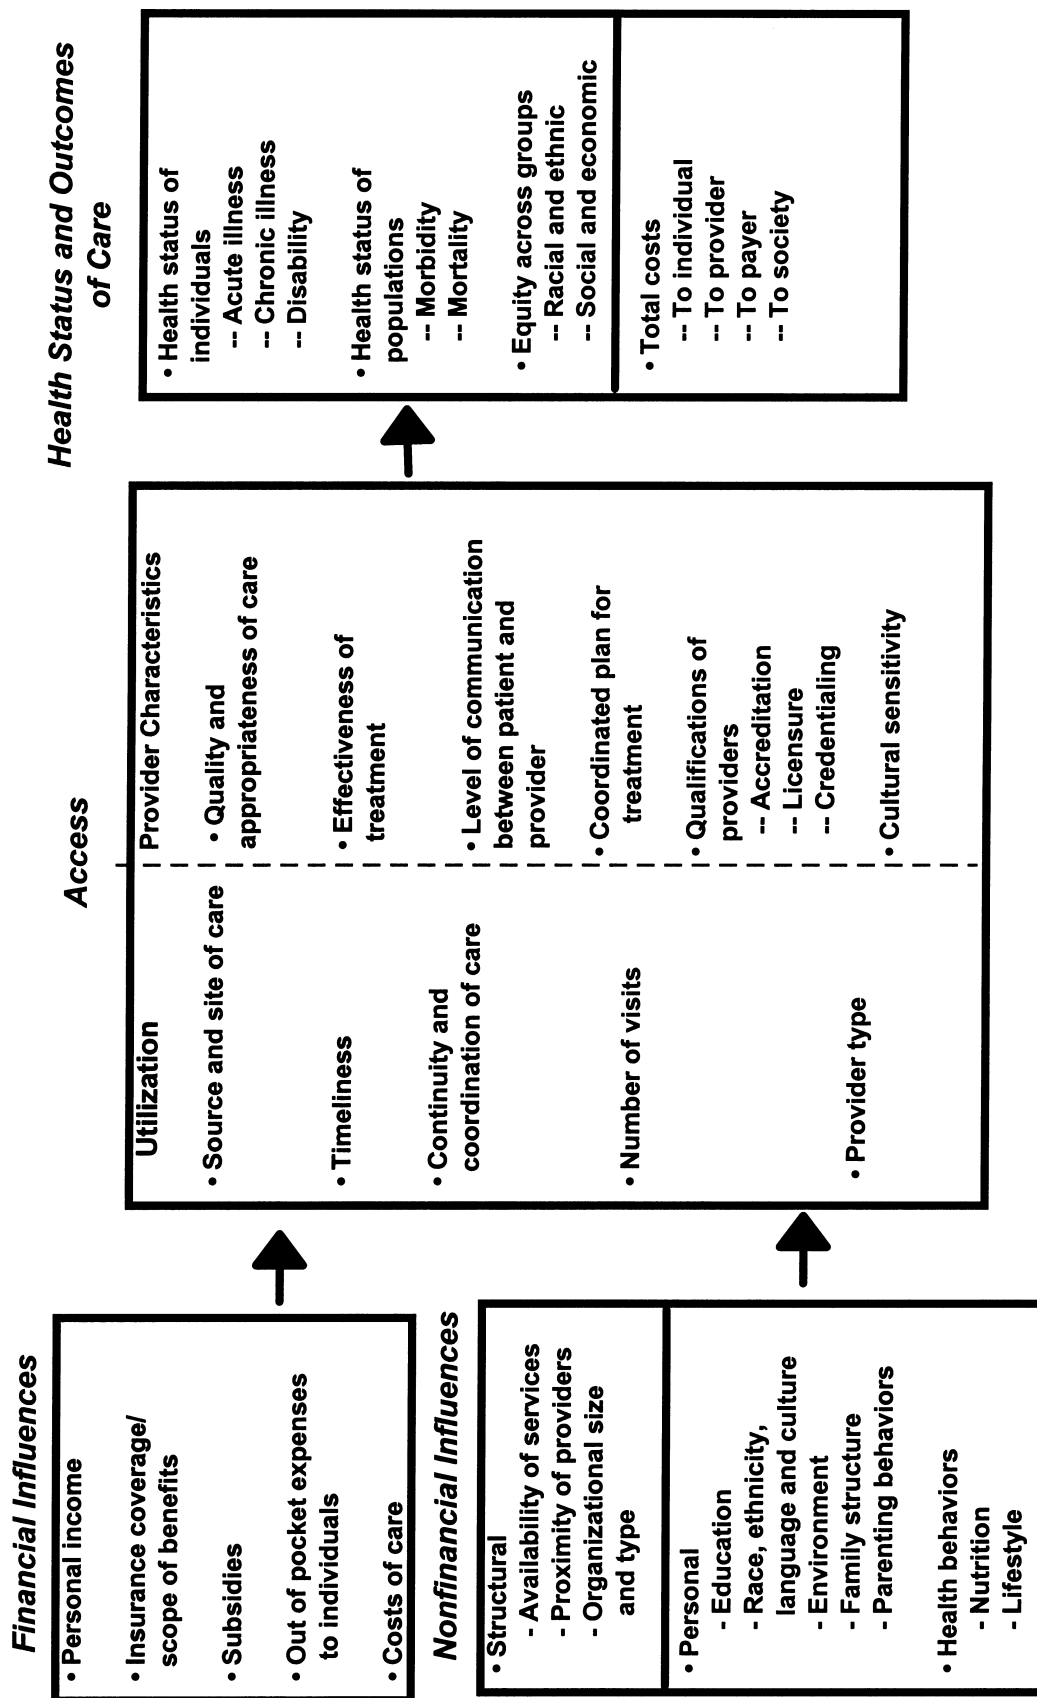 Financial Influences
• Personal income
• Insurance coverage/
scope of benefits
• Subsidies
• Out of pocket expenses
to individuals
• Costs of care
Nonfinancial Influences
• Structural
- Availability of services
- Proximity of providers
- Organizational size
and type
• Personal
- Education
- Race, ethnicity,
language and culture
- Environment
- Family structure
- Parenting behaviors
• Health behaviors
- Nutrition
- Lifestyle
Access
Utilization
• Source and site of care
• Timeliness
• Continuity and
coordination of care
• Number of visits
• Provider type
Provider Characteristics
• Quality and
appropriateness of care
• Effectiveness of
treatment
• Level of communication
between patient and
provider
• Coordinated plan for
treatment
• Qualifications of
providers
-- Accreditation
-- Licensure
-- Credentialing
• Cultural sensitivity
Health Status and Outcomes
of Care
• Health status of
individuals
-- Acute illness
-- Chronic illness
-- Disability
• Health status of
populations
-- Morbidity
-- Mortality
• Equity across groups
-- Racial and ethnic
-- Social and economic
• Total costs
-- To individual
-- To provider
-- To payer
-- To society